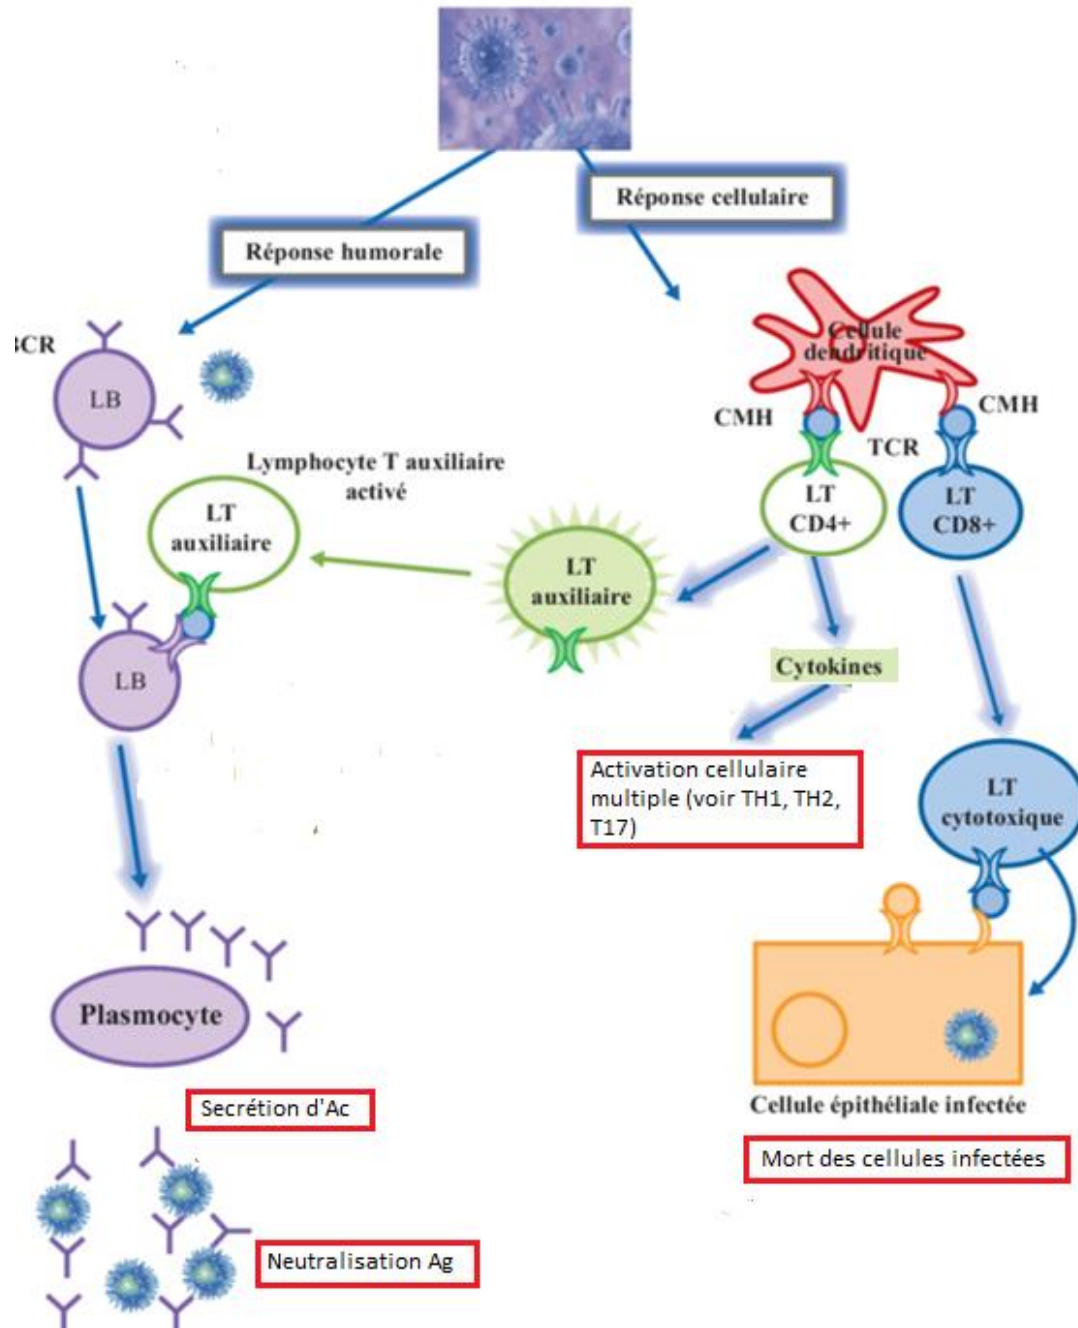 Réponse cellulaire
Réponse humorale
Cellule
dendritique
BCR
LB
CMH
CMH
TCR
Lymphocyte T auxiliaire
activé
LT
auxiliaire
LT
CD4+
LT
CD8+
LT
auxiliaire
LB
Cytokines
Activation cellulaire
multiple (voir TH1, TH2,
T17)
LT
cytotoxique
Plasmocyte
Secrétion d'Ac
Cellule épithéliale infectée
Mort des cellules infectées
Neutralisation Ag